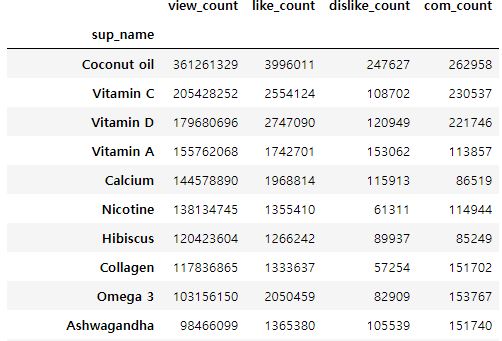 view_count like_count dislike_count com_count
sup_name
Coconut oil 361261329 3996011 247627 262958
Vitamin C 205428252 2554124 108702 230537
Vitamin D 179680696 2747090 120949 221746
Vitamin A 155762068 1742701 153062 113857
Calcium 144578890 1968814 115913 86519
Nicotine 138134745 1355410 61311 114944
Hibiscus 120423604 1266242 89937 85249
Collagen 117836865 1333637 57254 151702
Omega 3 103156150 2050459 82909 153767
Ashwagandha 98466099 1365380 105539 151740